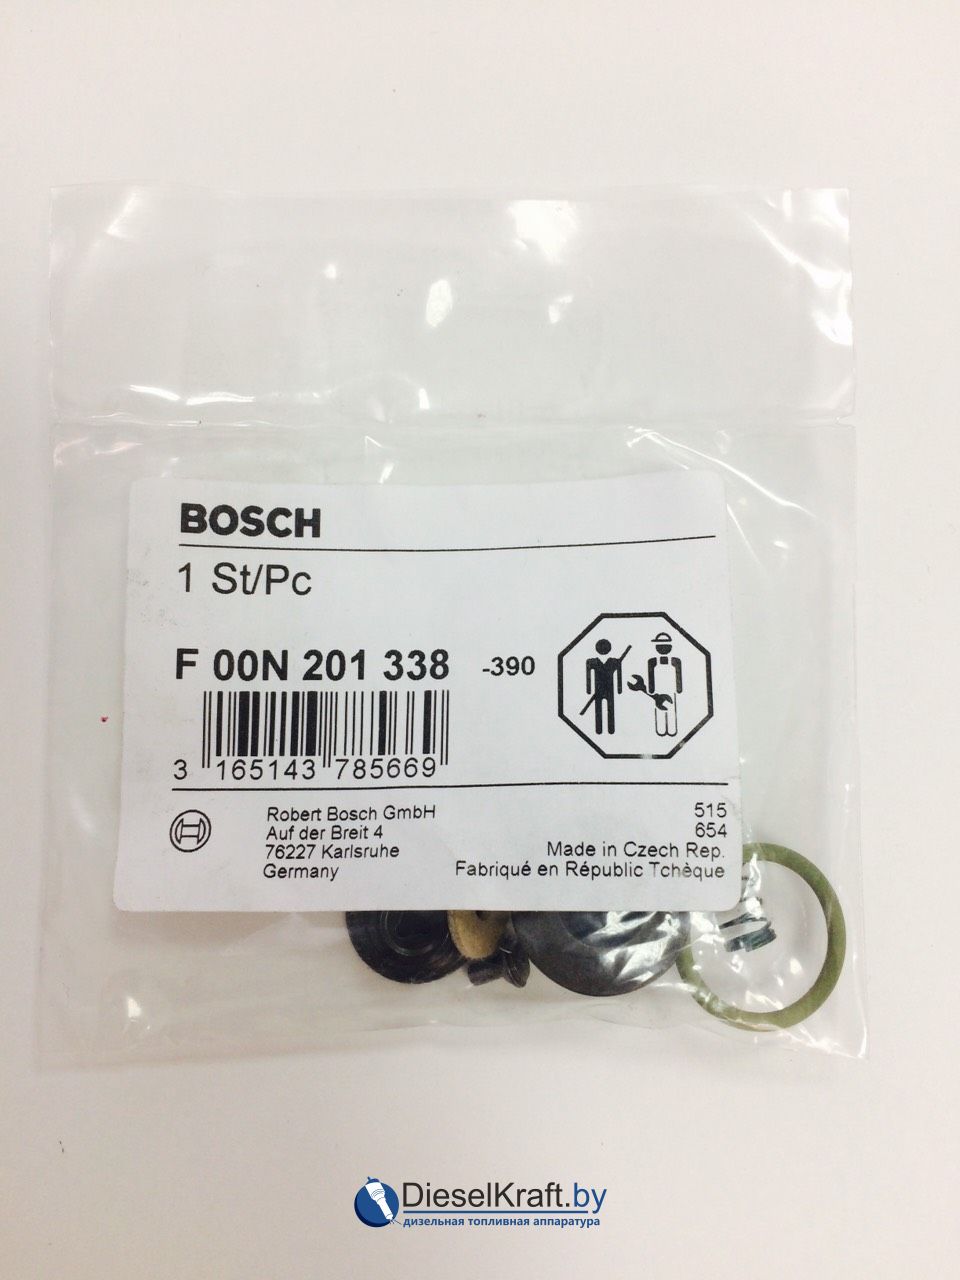 BOSCH
1 St/Pc
F 00N 201 338 -390
3 165143 785669
Robert Bosch GmbH
Auf der Breit 4
76227 Karlsruhe
Germany
515
654
Made in Czech Rep.
Fabriqué en Républic Tchèque
DieselKraft.by
дизельная топливная аппаратура